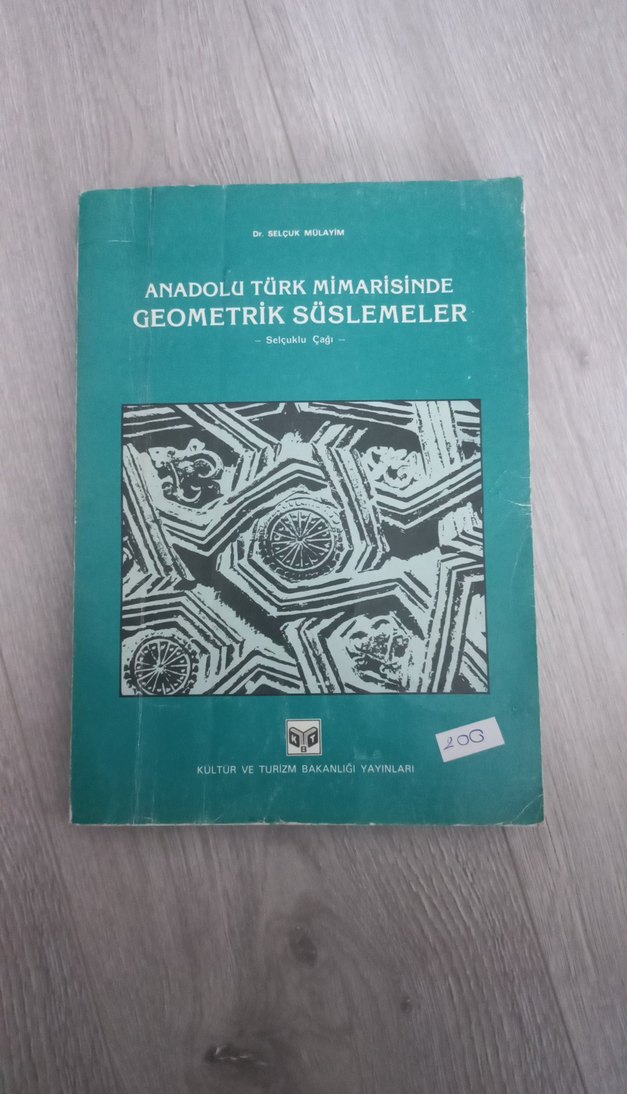 Dr. SELÇUK MÜLAYİM
ANADOLU TÜRK MİMARİSİNDE
GEOMETRİK SÜSLEMELER
— Selçuklu Çağı —
K B T
KÜLTÜR VE TURİZM BAKANLIĞI YAYINLARI
200